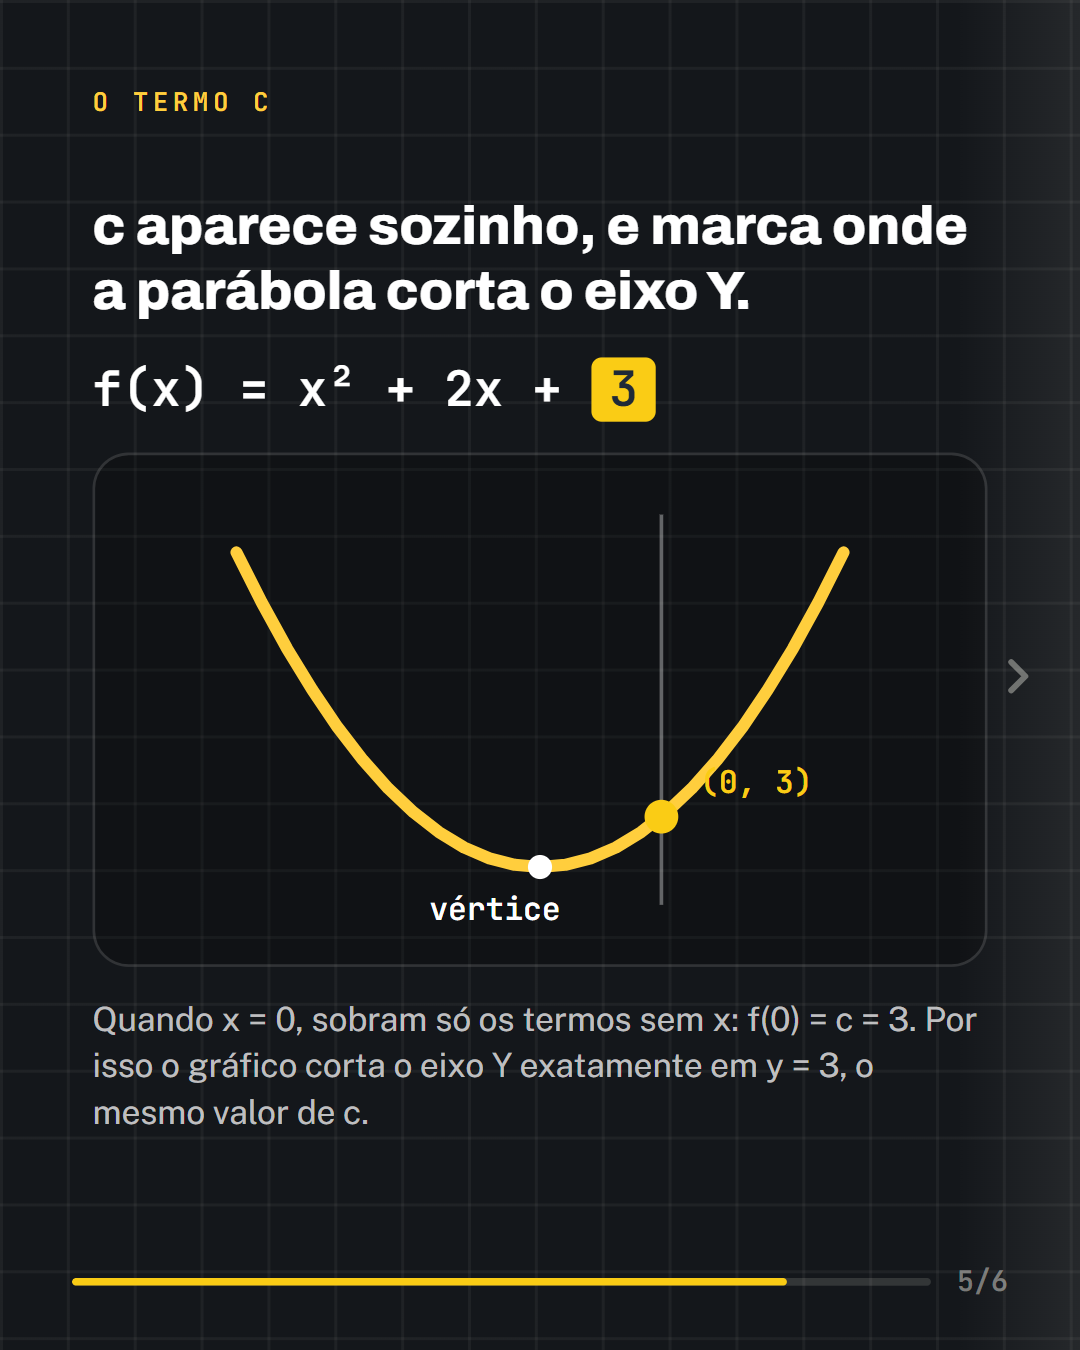 O TERMO C
c aparece sozinho, e marca onde
a parábola corta o eixo Y.
f(x) = x² + 2x + 3
(0, 3)
vértice
Quando x = 0, sobram só os termos sem x: f(0) = c = 3. Por
isso o gráfico corta o eixo Y exatamente em y = 3, o
mesmo valor de c.
5/6